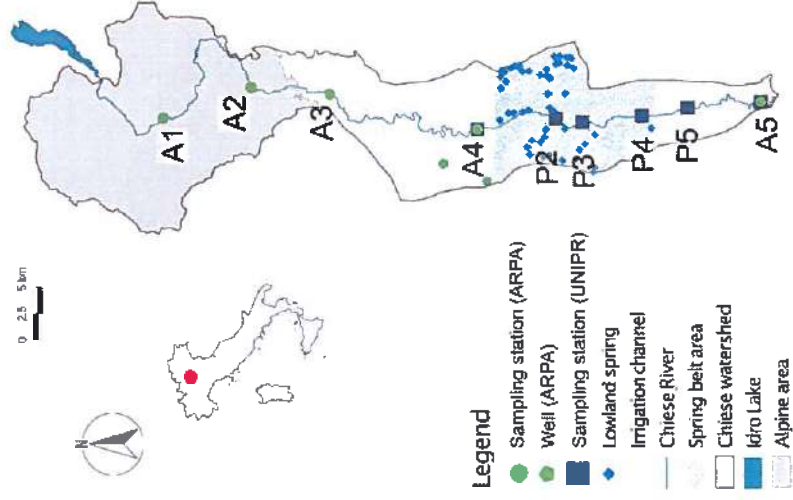 N
0 2.5 5 km
Legend
Sampling station (ARPA)
Well (ARPA)
Sampling station (UNIPR)
Lowland spring
Irrigation channel
Chiese River
Spring belt area
Chiese watershed
Idro Lake
Alpine area
A1
A2
A3
A4
P2
P3
P4
P5
A5